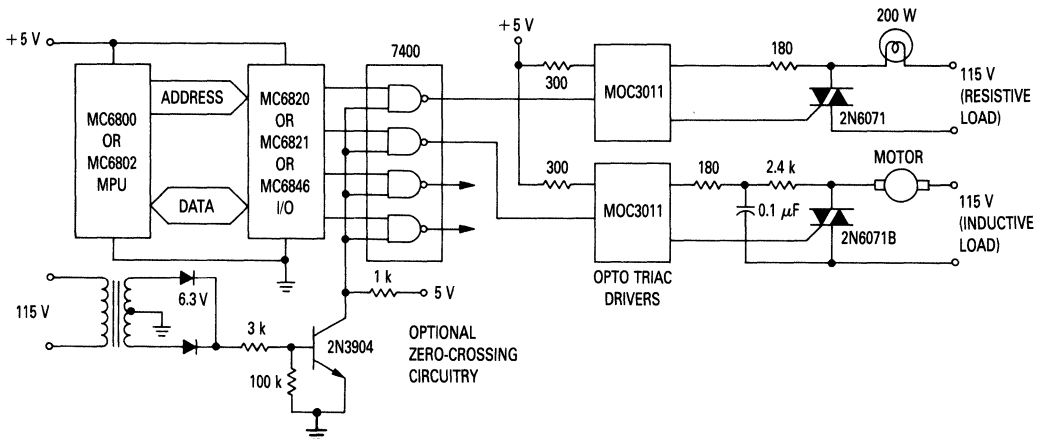 +5 V
MC6800
OR
MC6802
MPU
ADDRESS
DATA
MC6820
OR
MC6821
OR
MC6846
I/O
7400
+5 V
300
MOC3011
180
200 W
2N6071
115 V
(RESISTIVE
LOAD)
300
MOC3011
180
2.4 k
0.1 μF
MOTOR
2N6071B
115 V
(INDUCTIVE
LOAD)
OPTO TRIAC
DRIVERS
1 k
5 V
115 V
6.3 V
3 k
2N3904
100 k
OPTIONAL
ZERO-CROSSING
CIRCUITRY